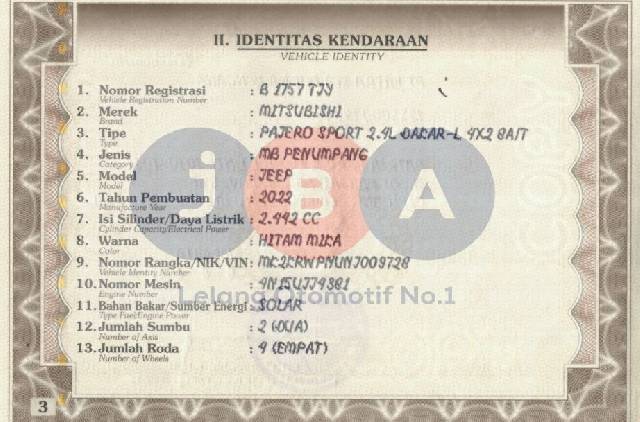 II. IDENTITAS KENDARAAN
VEHICLE IDENTITY
1. Nomor Registrasi : B 1757 TJY
Vehicle Registration Number
2. Merek : MITSUBISHI
Brand
3. Tipe : PAJERO SPORT 2.4L DAKAR-L 4X2 8A/T
Type
4. Jenis : MB PENUMPANG
Category
5. Model : JEEP
Model
6. Tahun Pembuatan : 2022
Manufacture Year
7. Isi Silinder/Daya Listrik : 2.442 CC
Cylinder Capacity/Electrical Power
8. Warna : HITAM MIKA
Color
9. Nomor Rangka/NIK/VIN : MK2KRWPNUNJ009728
Vehicle Identity Number
10. Nomor Mesin : 4N15UJJ4381
Engine Number
11. Bahan Bakar/Sumber Energi : SOLAR
Type Fuel/Engine Power
12. Jumlah Sumbu : 2 (DUA)
Number of Axis
13. Jumlah Roda : 4 (EMPAT)
Number of Wheels
iBA
Lelang Otomotif No.1
3